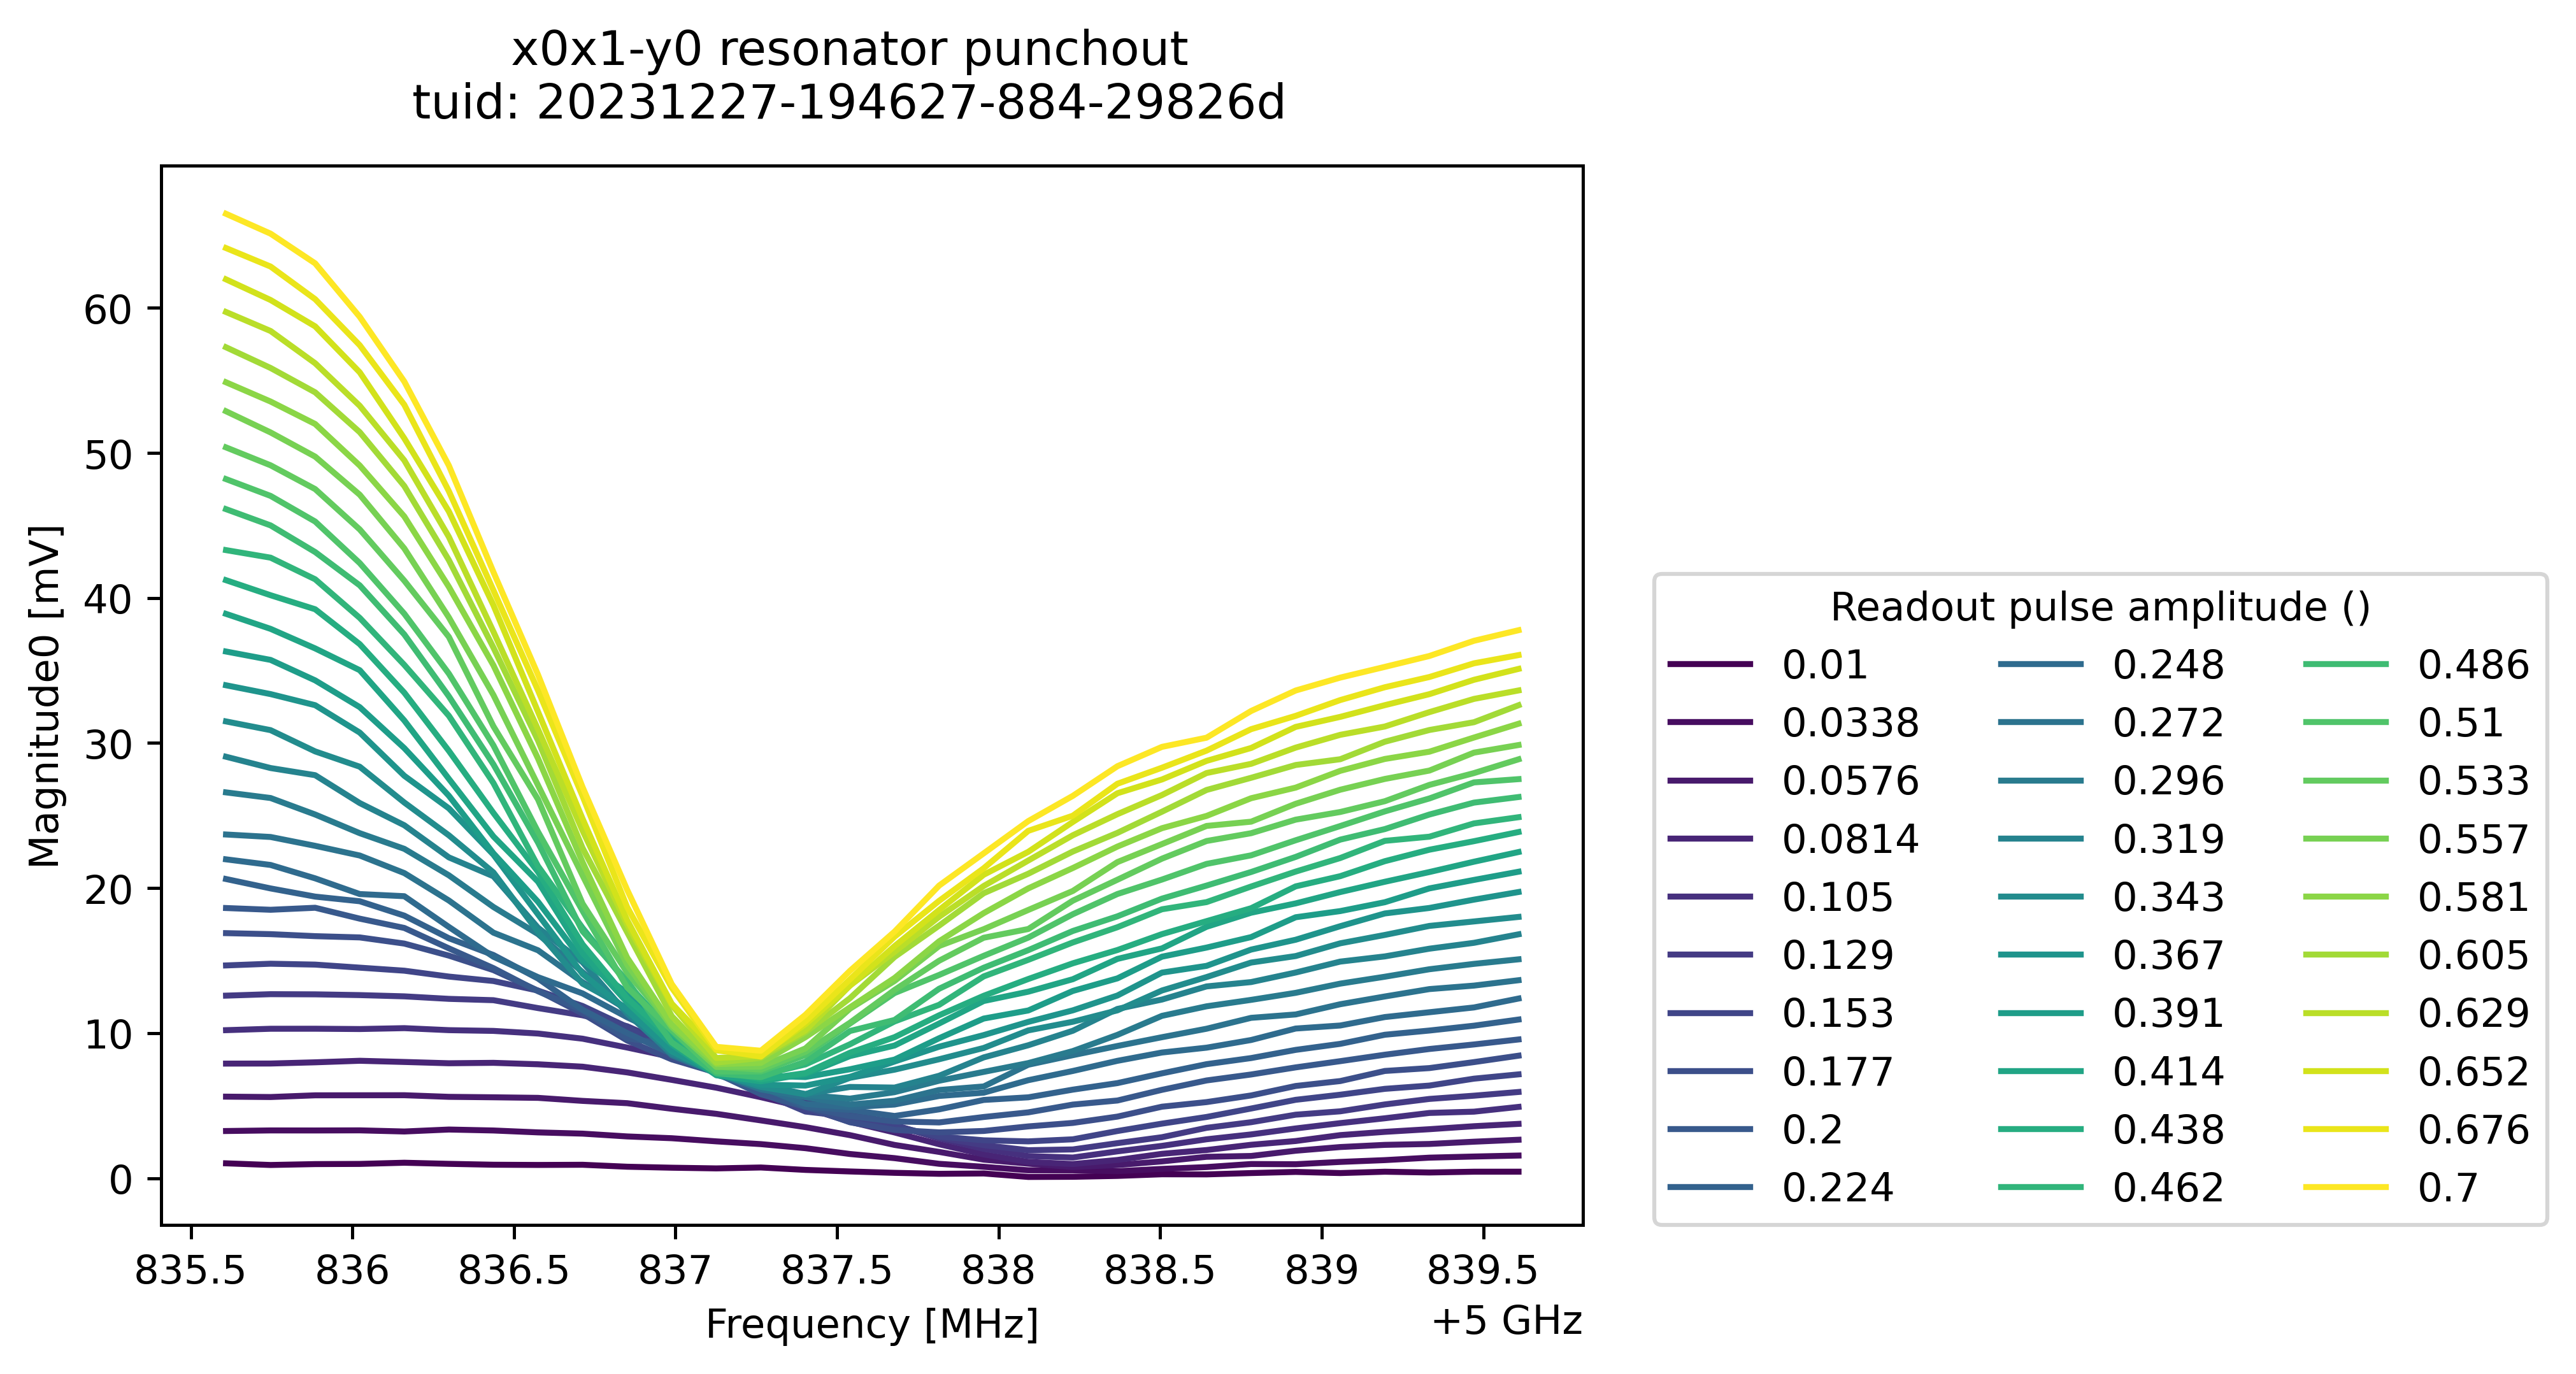 x0x1-y0 resonator punchout
tuid: 20231227-194627-884-29826d
Magnitude0 [mV]
60
50
40
30
20
10
0
835.5 836 836.5 837 837.5 838 838.5 839 839.5
Frequency [MHz]
+5 GHz
Readout pulse amplitude ()
0.01 0.248 0.486
0.0338 0.272 0.51
0.0576 0.296 0.533
0.0814 0.319 0.557
0.105 0.343 0.581
0.129 0.367 0.605
0.153 0.391 0.629
0.177 0.414 0.652
0.2 0.438 0.676
0.224 0.462 0.7